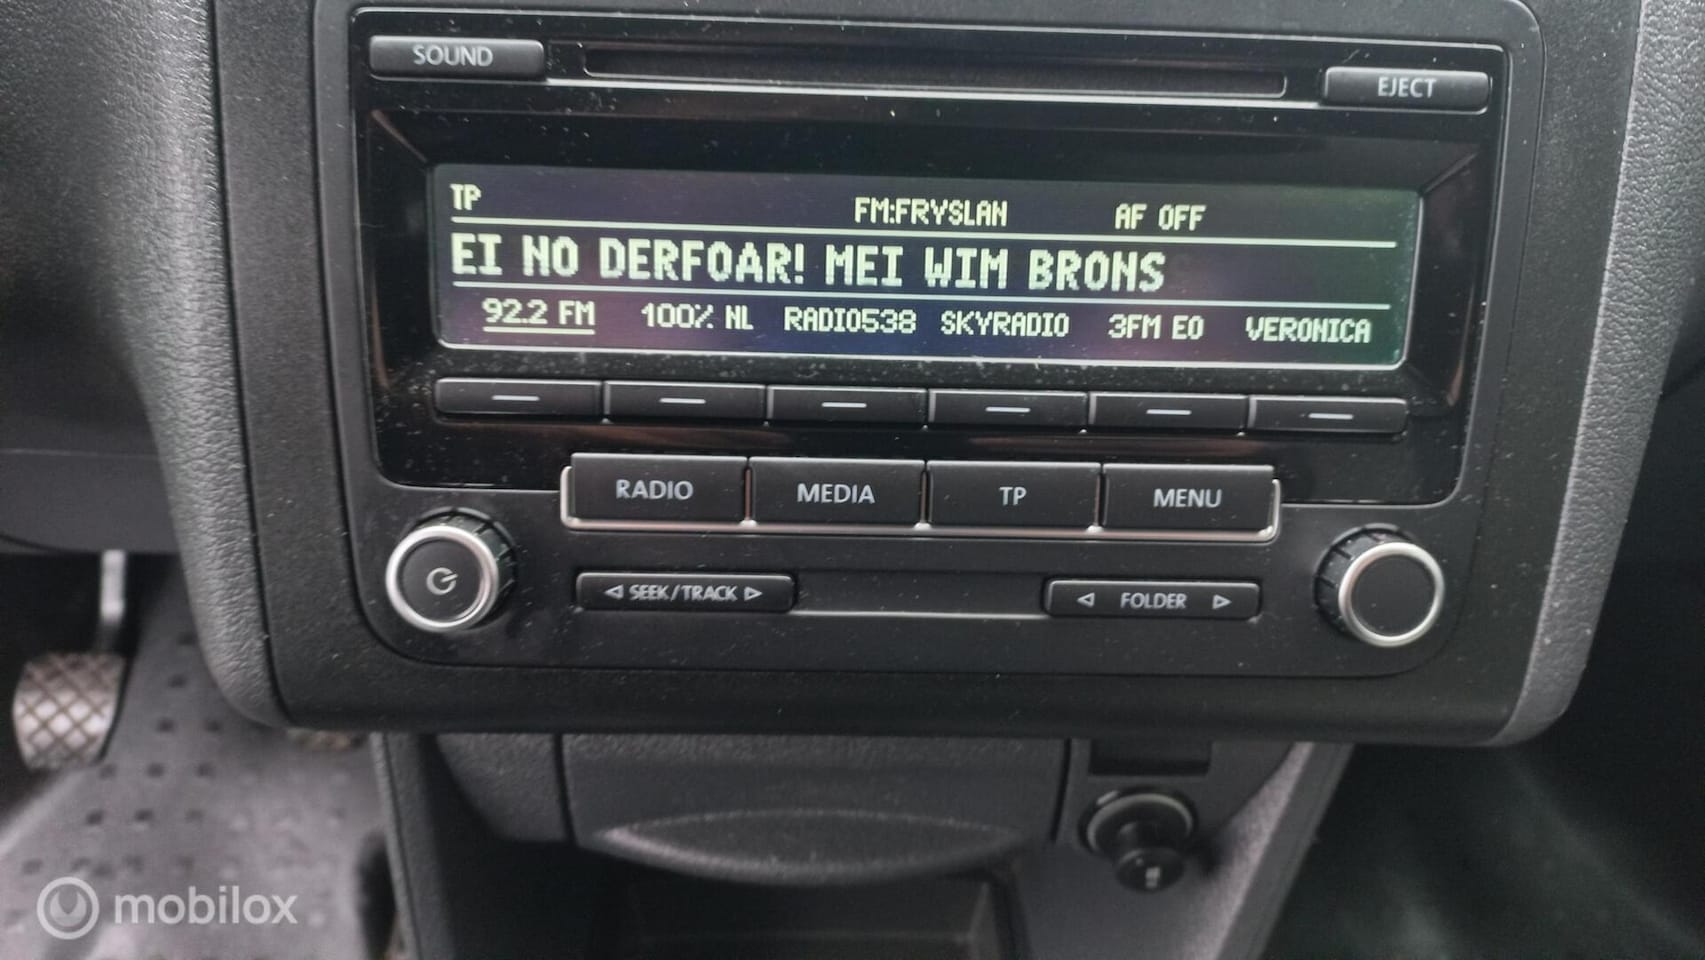 SOUND
EJECT
TP FM:FRYSLAN AF OFF
EI NO DERFOAR! MEI WIM BRONS
92.2 FM 100% NL RADIO538 SKYRADIO 3FM EO VERONICA
RADIO MEDIA TP MENU
SEEK/TRACK FOLDER
mobilox